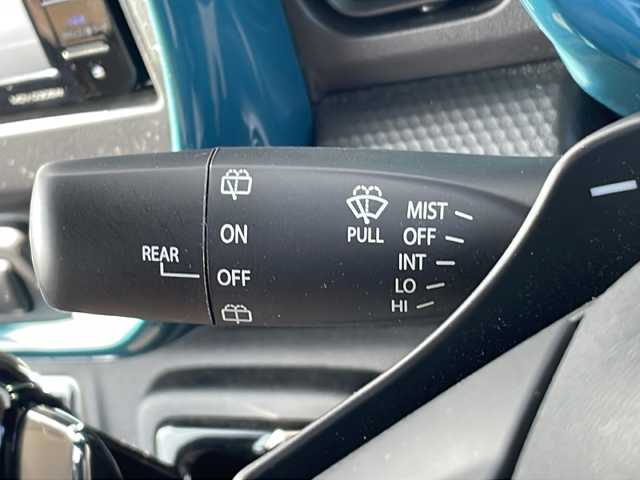 REAR
ON
OFF
PULL
MIST
OFF
INT
LO
HI